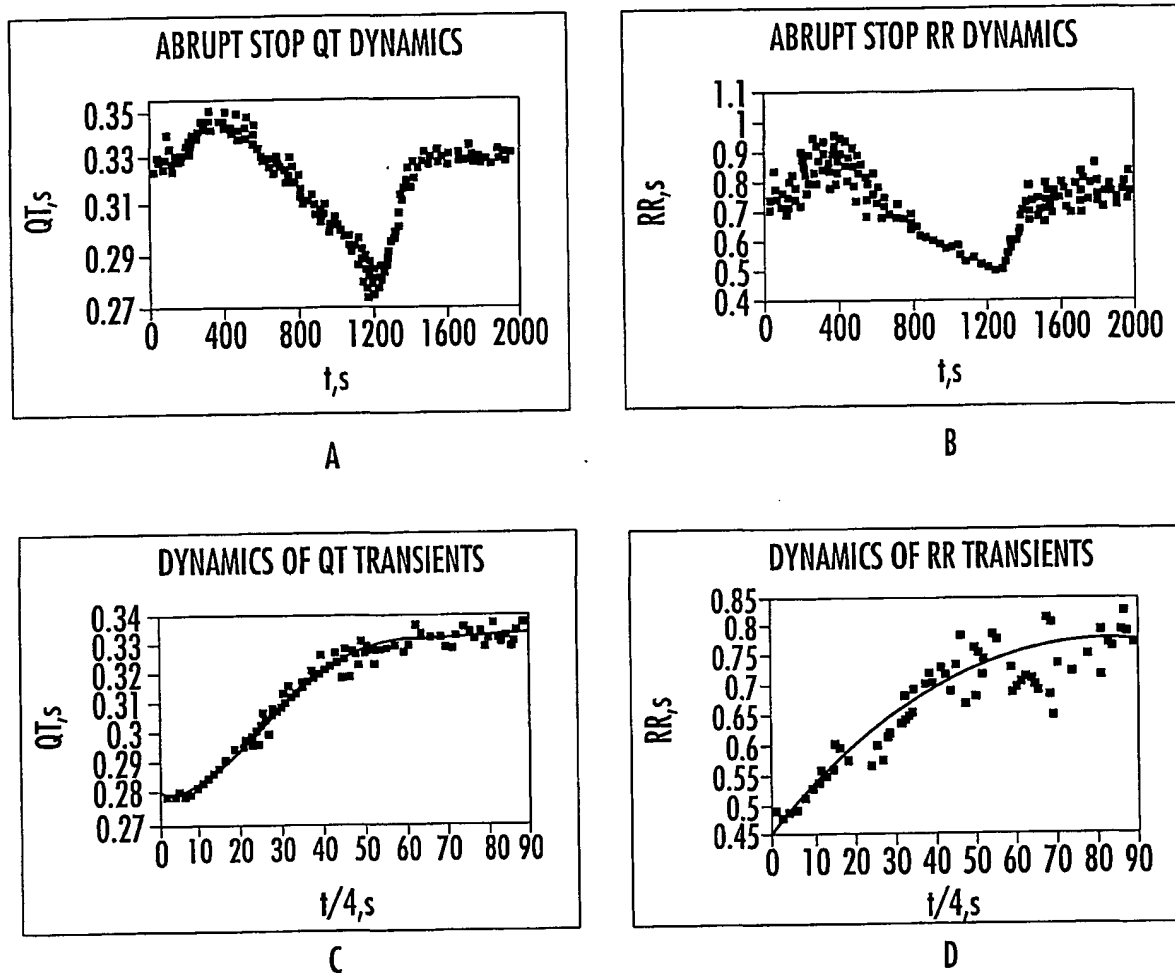 ABRUPT STOP QT DYNAMICS
QT,s
0.35
0.33
0.31
0.29
0.27
0 400 800 1200 1600 2000
t,s
A
ABRUPT STOP RR DYNAMICS
RR,s
1.1
1
0.9
0.8
0.7
0.6
0.5
0.4
0 400 800 1200 1600 2000
t,s
B
DYNAMICS OF QT TRANSIENTS
QT,s
0.34
0.33
0.32
0.31
0.3
0.29
0.28
0.27
0 10 20 30 40 50 60 70 80 90
t/4,s
C
DYNAMICS OF RR TRANSIENTS
RR,s
0.85
0.8
0.75
0.7
0.65
0.6
0.55
0.5
0.45
0 10 20 30 40 50 60 70 80 90
t/4,s
D